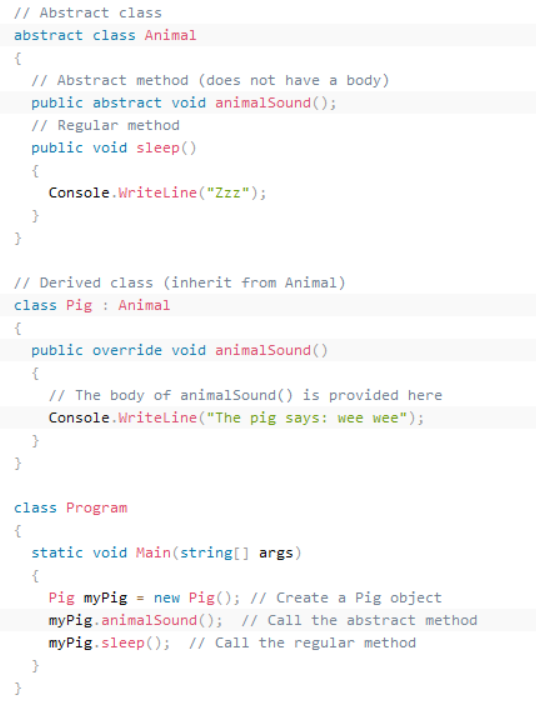 // Abstract class
abstract class Animal
{
  // Abstract method (does not have a body)
  public abstract void animalSound();
  // Regular method
  public void sleep()
  {
    Console.WriteLine("Zzz");
  }
}

// Derived class (inherit from Animal)
class Pig : Animal
{
  public override void animalSound()
  {
    // The body of animalSound() is provided here
    Console.WriteLine("The pig says: wee wee");
  }
}

class Program
{
  static void Main(string[] args)
  {
    Pig myPig = new Pig(); // Create a Pig object
    myPig.animalSound();  // Call the abstract method
    myPig.sleep();  // Call the regular method
  }
}